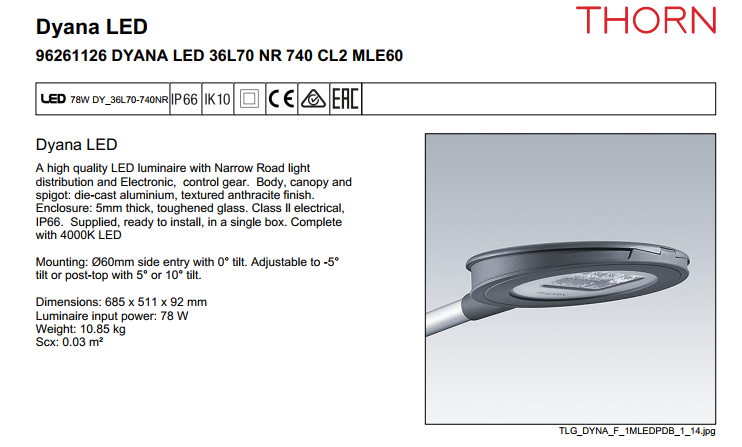 Dyana LED
THORN
96261126 DYANA LED 36L70 NR 740 CL2 MLE60
LED 78W DY_36L70-740NR IP66 IK10 CE EAC
Dyana LED
A high quality LED luminaire with Narrow Road light
distribution and Electronic,  control gear.  Body, canopy and
spigot: die-cast aluminium, textured anthracite finish.
Enclosure: 5mm thick, toughened glass. Class II electrical,
IP66.  Supplied, ready to install, in a single box. Complete
with 4000K LED
Mounting: Ø60mm side entry with 0° tilt. Adjustable to -5°
tilt or post-top with 5° or 10° tilt.
Dimensions: 685 x 511 x 92 mm
Luminaire input power: 78 W
Weight: 10.85 kg
Scx: 0.03 m²
TLG_DYNA_F_1MLEDPDB_1_14.jpg